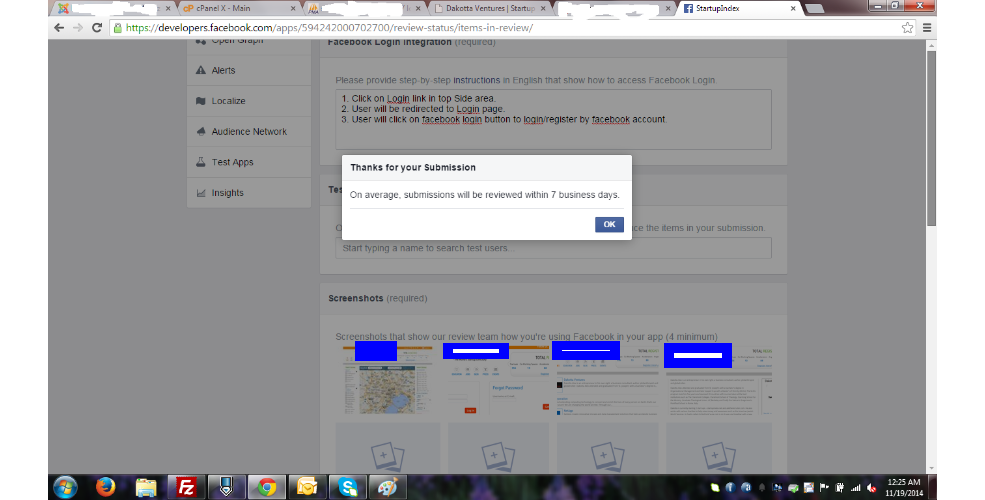 cPanel X - Main
Dakotta Ventures | Startup
StartupIndex
https://developers.facebook.com/apps/594242000702700/review-status/items-in-review/
Open Graph
Alerts
Localize
Audience Network
Test Apps
Insights
Facebook Login Integration (required)
Please provide step-by-step instructions in English that show how to access Facebook Login.
1. Click on Login link in top Side area.
2. User will be redirected to Login page.
3. User will click on facebook login button to login/register by facebook account.
Thanks for your Submission
On average, submissions will be reviewed within 7 business days.
OK
Tes
ce the items in your submission.
Start typing a name to search test users...
Screenshots (required)
Screenshots that show our review team how you're using Facebook in your app (4 minimum)
Forgot Password
12:25 AM
11/19/2014